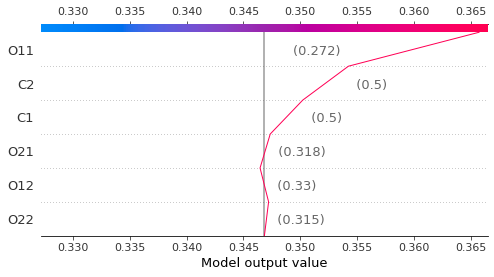 0.330 0.335 0.340 0.345 0.350 0.355 0.360 0.365
O11 (0.272)
C2 (0.5)
C1 (0.5)
O21 (0.318)
O12 (0.33)
O22 (0.315)
0.330 0.335 0.340 0.345 0.350 0.355 0.360 0.365
Model output value